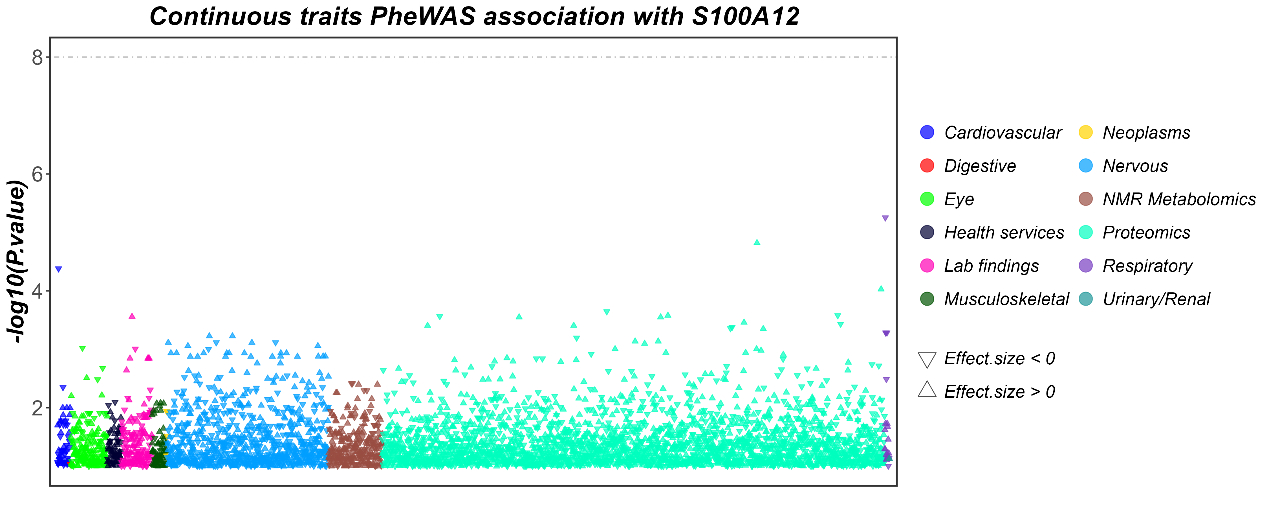 Continuous traits PheWAS association with S100A12
-log10(P.value)
8
6
4
2
Cardiovascular
Digestive
Eye
Health services
Lab findings
Musculoskeletal
Neoplasms
Nervous
NMR Metabolomics
Proteomics
Respiratory
Urinary/Renal
Effect.size < 0
Effect.size > 0